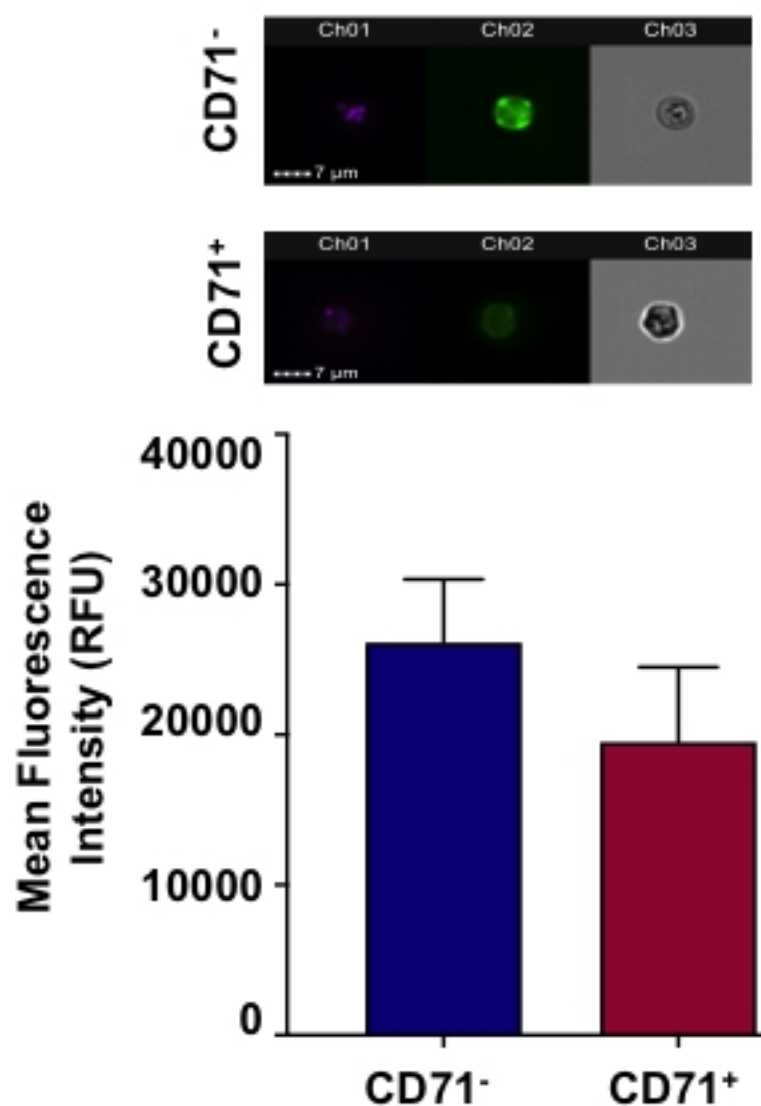 CD71-
Ch01 Ch02 Ch03
7 µm
CD71+
Ch01 Ch02 Ch03
7 µm
Mean Fluorescence
Intensity (RFU)
40000
30000
20000
10000
0
CD71- CD71+